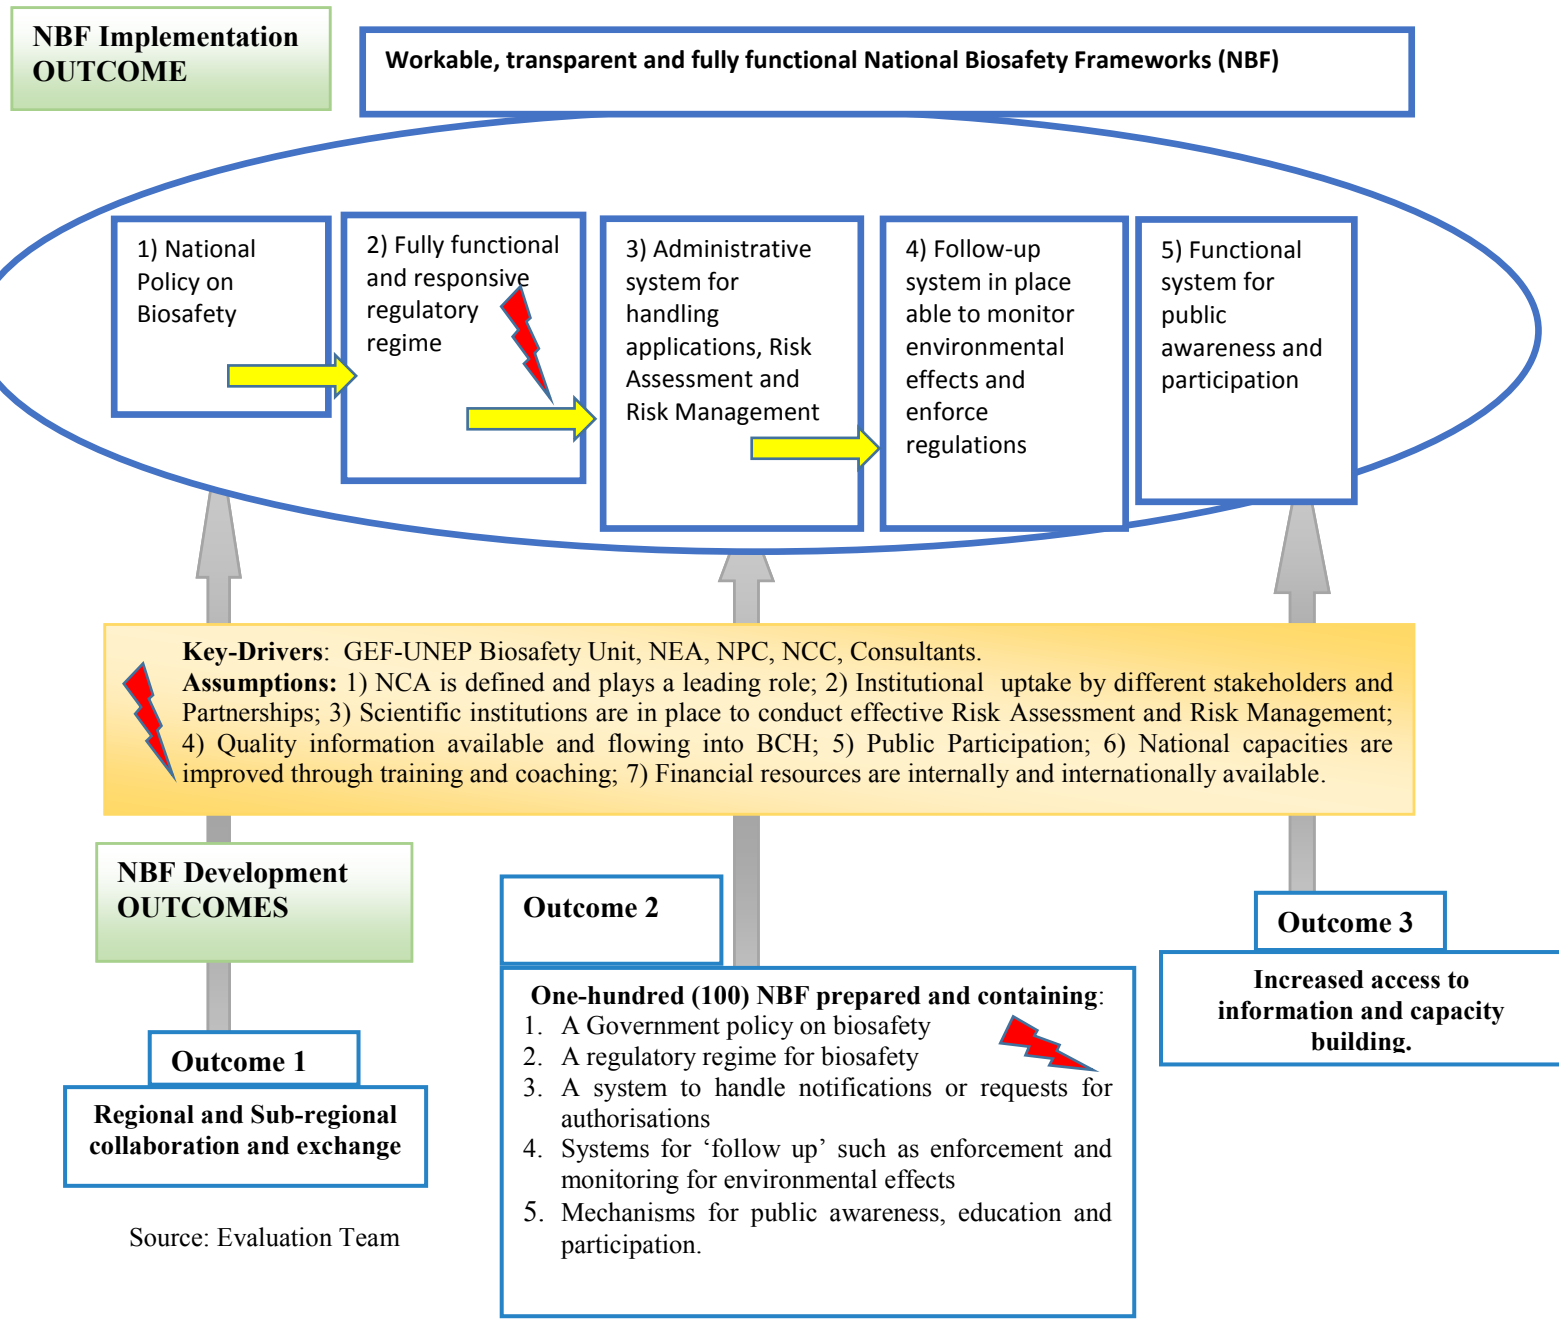 NBF Implementation
OUTCOME
Workable, transparent and fully functional National Biosafety Frameworks (NBF)
1) National
Policy on
Biosafety
2) Fully functional
and responsive
regulatory
regime
3) Administrative
system for
handling
applications, Risk
Assessment and
Risk Management
4) Follow-up
system in place
able to monitor
environmental
effects and
enforce
regulations
5) Functional
system for
public
awareness and
participation
Key-Drivers: GEF-UNEP Biosafety Unit, NEA, NPC, NCC, Consultants.
Assumptions: 1) NCA is defined and plays a leading role; 2) Institutional uptake by different stakeholders and
Partnerships; 3) Scientific institutions are in place to conduct effective Risk Assessment and Risk Management;
4) Quality information available and flowing into BCH; 5) Public Participation; 6) National capacities are
improved through training and coaching; 7) Financial resources are internally and internationally available.
NBF Development
OUTCOMES
Outcome 1
Regional and Sub-regional
collaboration and exchange
Outcome 2
One-hundred (100) NBF prepared and containing:
1. A Government policy on biosafety
2. A regulatory regime for biosafety
3. A system to handle notifications or requests for
authorisations
4. Systems for ‘follow up’ such as enforcement and
monitoring for environmental effects
5. Mechanisms for public awareness, education and
participation.
Outcome 3
Increased access to
information and capacity
building.
Source: Evaluation Team